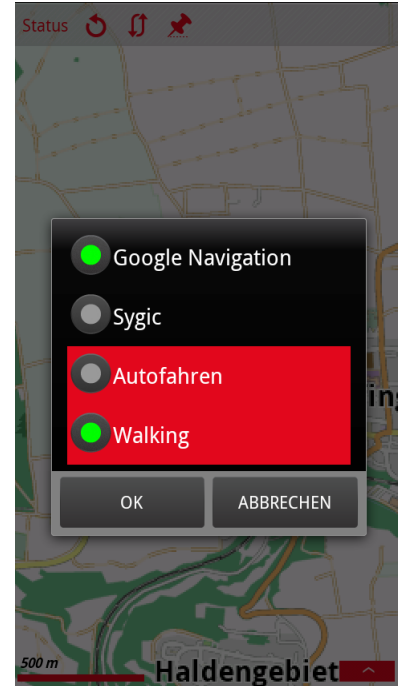 Status
Google Navigation
Sygic
Autofahren
Walking
OK
ABBRECHEN
500 m
Haldengebiet